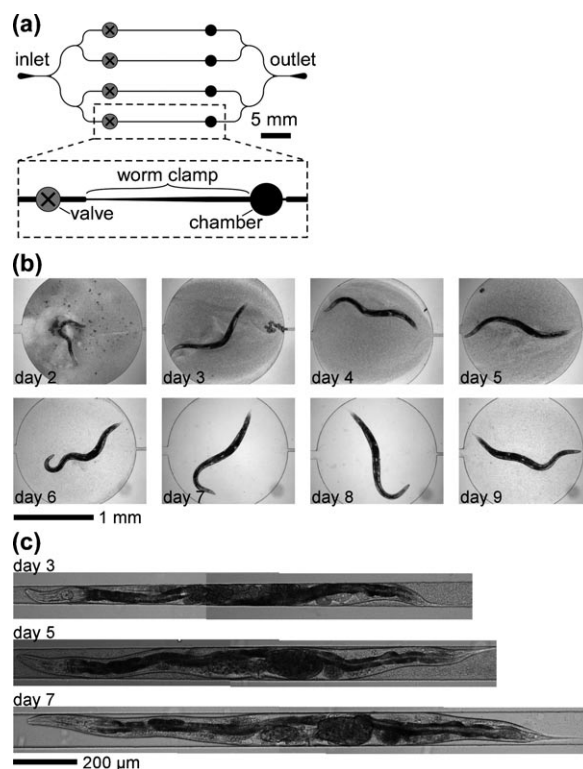 (a)
inlet
outlet
5 mm
worm clamp
valve
chamber
(b)
day 2
day 3
day 4
day 5
day 6
day 7
day 8
day 9
1 mm
(c)
day 3
day 5
day 7
200 μm